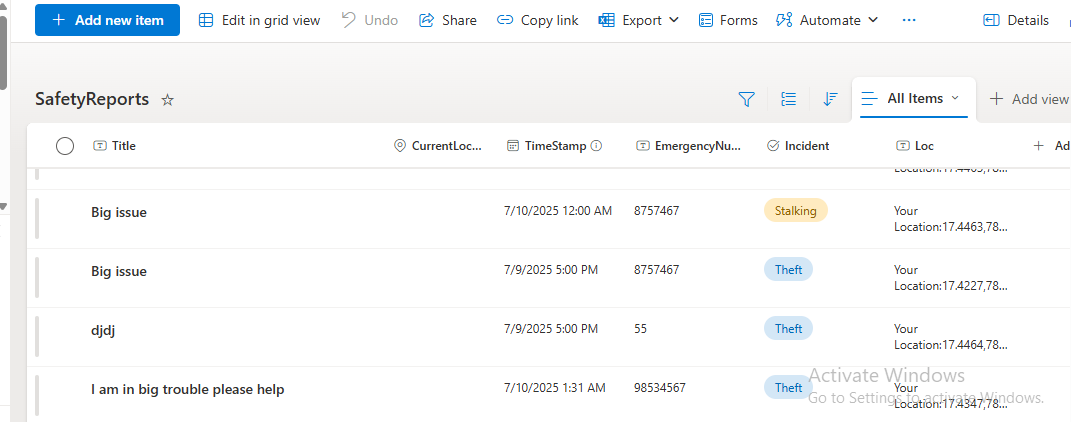 Add new item Edit in grid view Undo Share Copy link Export Forms Automate ... Details
SafetyReports All Items Add view
Title CurrentLoc... TimeStamp EmergencyNu... Incident Loc Ad
Location:17.4463,78...
Big issue 7/10/2025 12:00 AM 8757467 Stalking Your
Location:17.4463,78...
Big issue 7/9/2025 5:00 PM 8757467 Theft Your
Location:17.4227,78...
djdj 7/9/2025 5:00 PM 55 Theft Your
Location:17.4464,78...
I am in big trouble please help 7/10/2025 1:31 AM 98534567 Theft Your
Location:17.4347,78...
Activate Windows
Go to Settings to activate Windows.